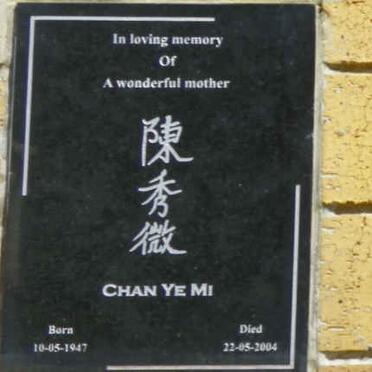 In loving memory
Of
A wonderful mother
陳
秀
微
CHAN YE MI
Born
10-05-1947
Died
22-05-2004